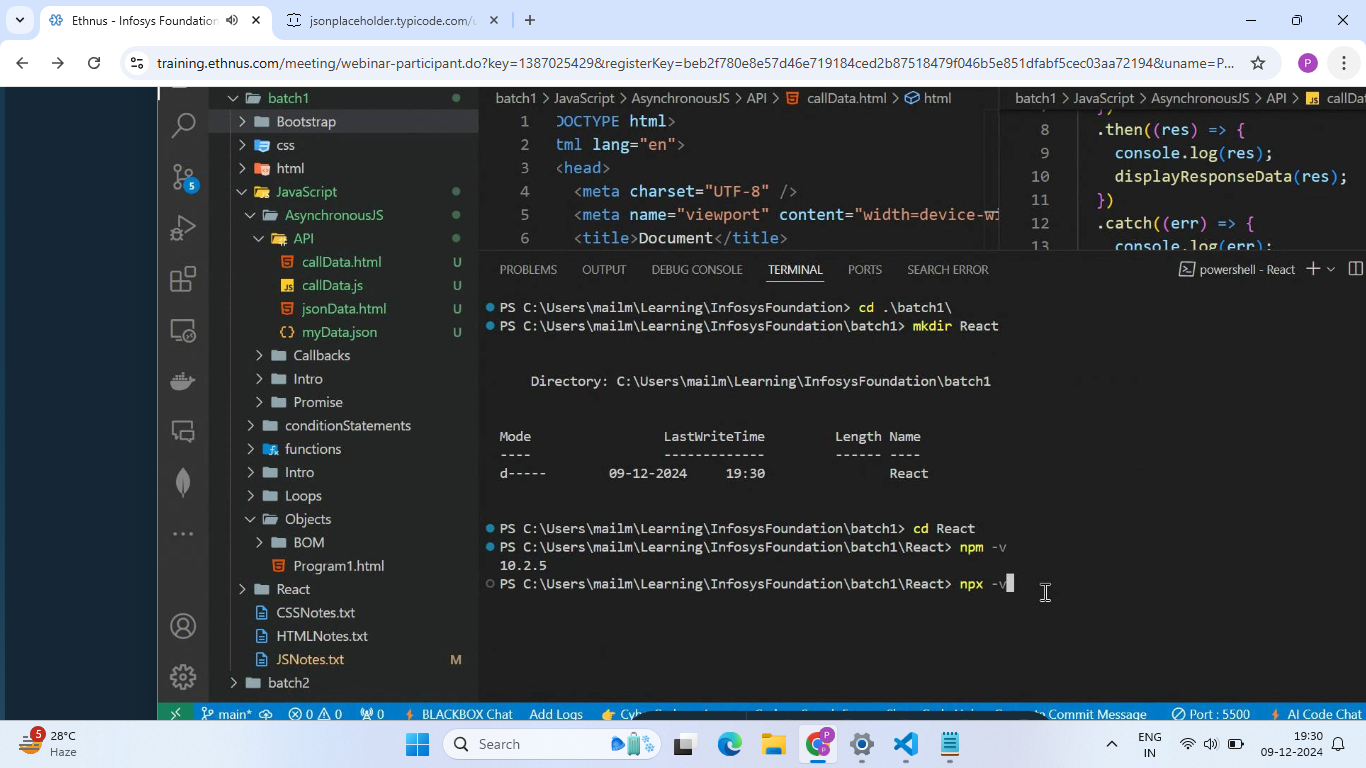 Ethnus - Infosys Foundation
jsonplaceholder.typicode.com/u
training.ethnus.com/meeting/webinar-participant.do?key=1387025429&registerKey=beb2f780e8e57d46e719184ced2b87518479f046b5e851dfabf5cec03aa72194&uname=P...
P
batch1
Bootstrap
css
html
JavaScript
AsynchronousJS
API
callData.html U
callData.js U
jsonData.html U
myData.json U
Callbacks
Intro
Promise
conditionStatements
functions
Intro
Loops
Objects
BOM
Program1.html
React
CSSNotes.txt
HTMLNotes.txt
JSNotes.txt M
batch2
5
batch1 > JavaScript > AsynchronousJS > API > callData.html > html
1 OCTYPE html>
2 tml lang="en">
3 <head>
4 <meta charset="UTF-8" />
5 <meta name="viewport" content="width=device-wi
6 <title>Document</title>
batch1 > JavaScript > AsynchronousJS > API > JS callDa
8 .then((res) => {
9 console.log(res);
10 displayResponseData(res);
11 })
12 .catch((err) => {
13 console.log(err);
PROBLEMS OUTPUT DEBUG CONSOLE TERMINAL PORTS SEARCH ERROR powershell - React
PS C:\Users\mailm\Learning\InfosysFoundation> cd .\batch1\
PS C:\Users\mailm\Learning\InfosysFoundation\batch1> mkdir React
Directory: C:\Users\mailm\Learning\InfosysFoundation\batch1
Mode LastWriteTime Length Name
---- ------------- ------ ----
d----- 09-12-2024 19:30 React
PS C:\Users\mailm\Learning\InfosysFoundation\batch1> cd React
PS C:\Users\mailm\Learning\InfosysFoundation\batch1\React> npm -v
10.2.5
PS C:\Users\mailm\Learning\InfosysFoundation\batch1\React> npx -v
main* 0 0 0 BLACKBOX Chat Add Logs Commit Message Port : 5500 AI Code Chat
5 28°C
Haze
Search
P
ENG
IN
19:30
09-12-2024